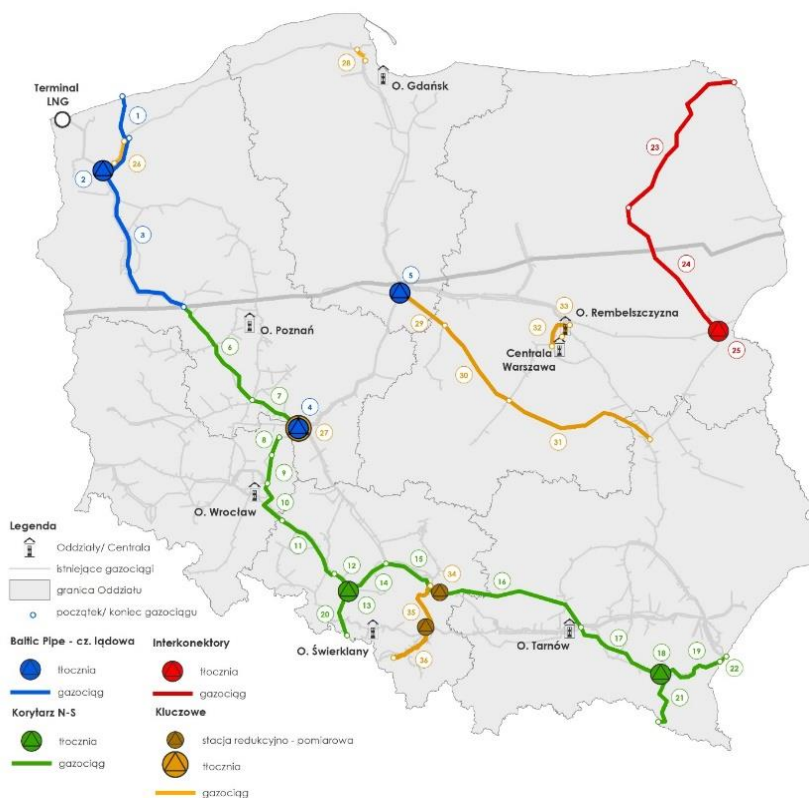 28
O. Gdańsk
Terminal
LNG
1
23
26
2
3
24
5
33
O. Rembelszczyzna
29
32
O. Poznań
Centrala
Warszawa
25
6
30
7
4
27
31
8
9
O. Wrocław
10
11
12
15
34
14
16
13
20
35
O. Świerklany
36
O. Tarnów
17
18
19
22
21
Legenda
Oddziały/ Centrala
istniejące gazociągi
granica Oddziału
początek/ koniec gazociągu
Baltic Pipe - cz. lądowa
tłocznia
gazociąg
Korytarz N-S
tłocznia
gazociąg
Interkonektory
tłocznia
gazociąg
Kluczowe
stacja redukcyjno - pomiarowa
tłocznia
gazociąg